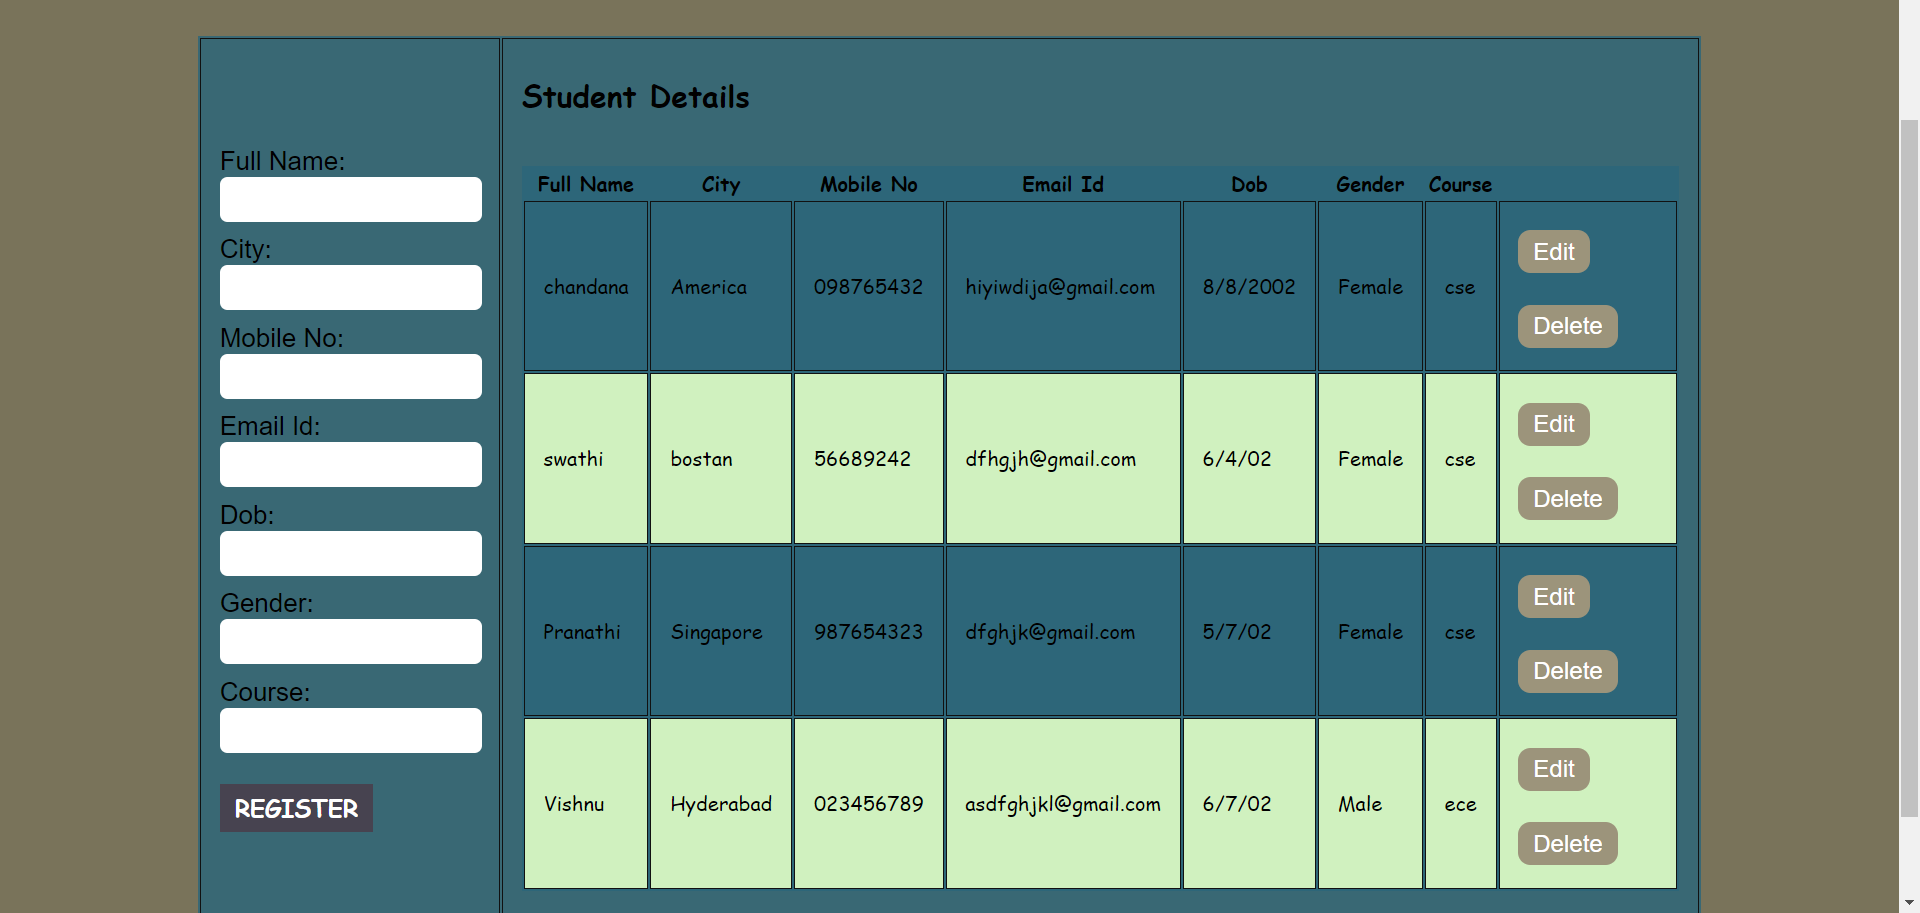 Student Details
Full Name:
City:
Mobile No:
Email Id:
Dob:
Gender:
Course:
REGISTER
Full Name City Mobile No Email Id Dob Gender Course
chandana America 098765432 hiyiwdija@gmail.com 8/8/2002 Female cse Edit
Delete
swathi bostan 56689242 dfhgjh@gmail.com 6/4/02 Female cse Edit
Delete
Pranathi Singapore 987654323 dfghjk@gmail.com 5/7/02 Female cse Edit
Delete
Vishnu Hyderabad 023456789 asdfghjkl@gmail.com 6/7/02 Male ece Edit
Delete